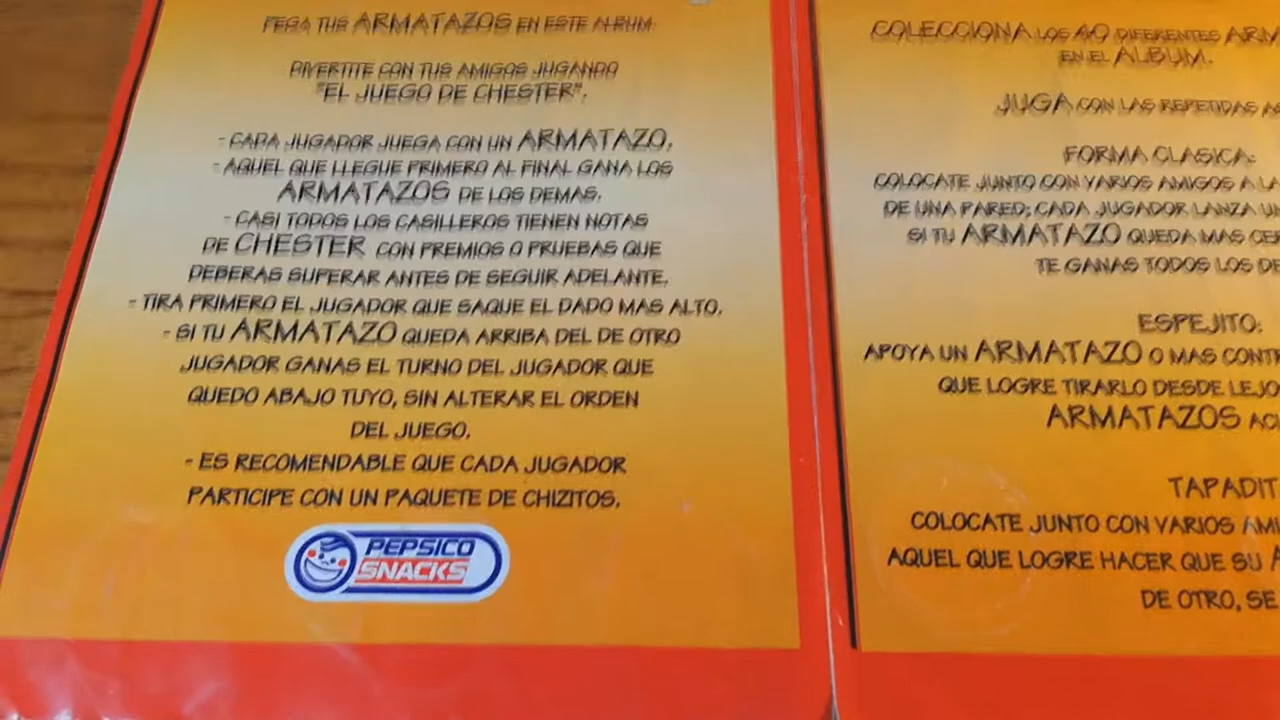 PEGA TUS ARMATAZOS EN ESTE ALBUM
DIVERTITE CON TUS AMIGOS JUGANDO
"EL JUEGO DE CHESTER".
- CADA JUGADOR JUEGA CON UN ARMATAZO.
- AQUEL QUE LLEGUE PRIMERO AL FINAL GANA LOS
ARMATAZOS DE LOS DEMAS.
- CASI TODOS LOS CASILLEROS TIENEN NOTAS
DE CHESTER CON PREMIOS O PRUEBAS QUE
DEBERAS SUPERAR ANTES DE SEGUIR ADELANTE.
- TIRA PRIMERO EL JUGADOR QUE SAQUE EL DADO MAS ALTO.
- SI TU ARMATAZO QUEDA ARRIBA DEL DE OTRO
JUGADOR GANAS EL TURNO DEL JUGADOR QUE
QUEDO ABAJO TUYO, SIN ALTERAR EL ORDEN
DEL JUEGO.
- ES RECOMENDABLE QUE CADA JUGADOR
PARTICIPE CON UN PAQUETE DE CHIZITOS.
PEPSICO
SNACKS
COLECCIONA LOS 40 DIFERENTES ARM
EN EL ALBUM.
JUGA CON LAS REPETIDAS
FORMA CLASICA:
COLOCATE JUNTO CON VARIOS AMIGOS A LA
DE UNA PARED; CADA JUGADOR LANZA
SI TU ARMATAZO QUEDA MAS CER
TE GANAS TODOS LOS DE
ESPEJITO:
APOYA UN ARMATAZO O MAS CONT
QUE LOGRE TIRARLO DESDE LEJO
ARMATAZOS
TAPADIT
COLOCATE JUNTO CON VARIOS AMI
AQUEL QUE LOGRE HACER QUE SU A
DE OTRO, SE